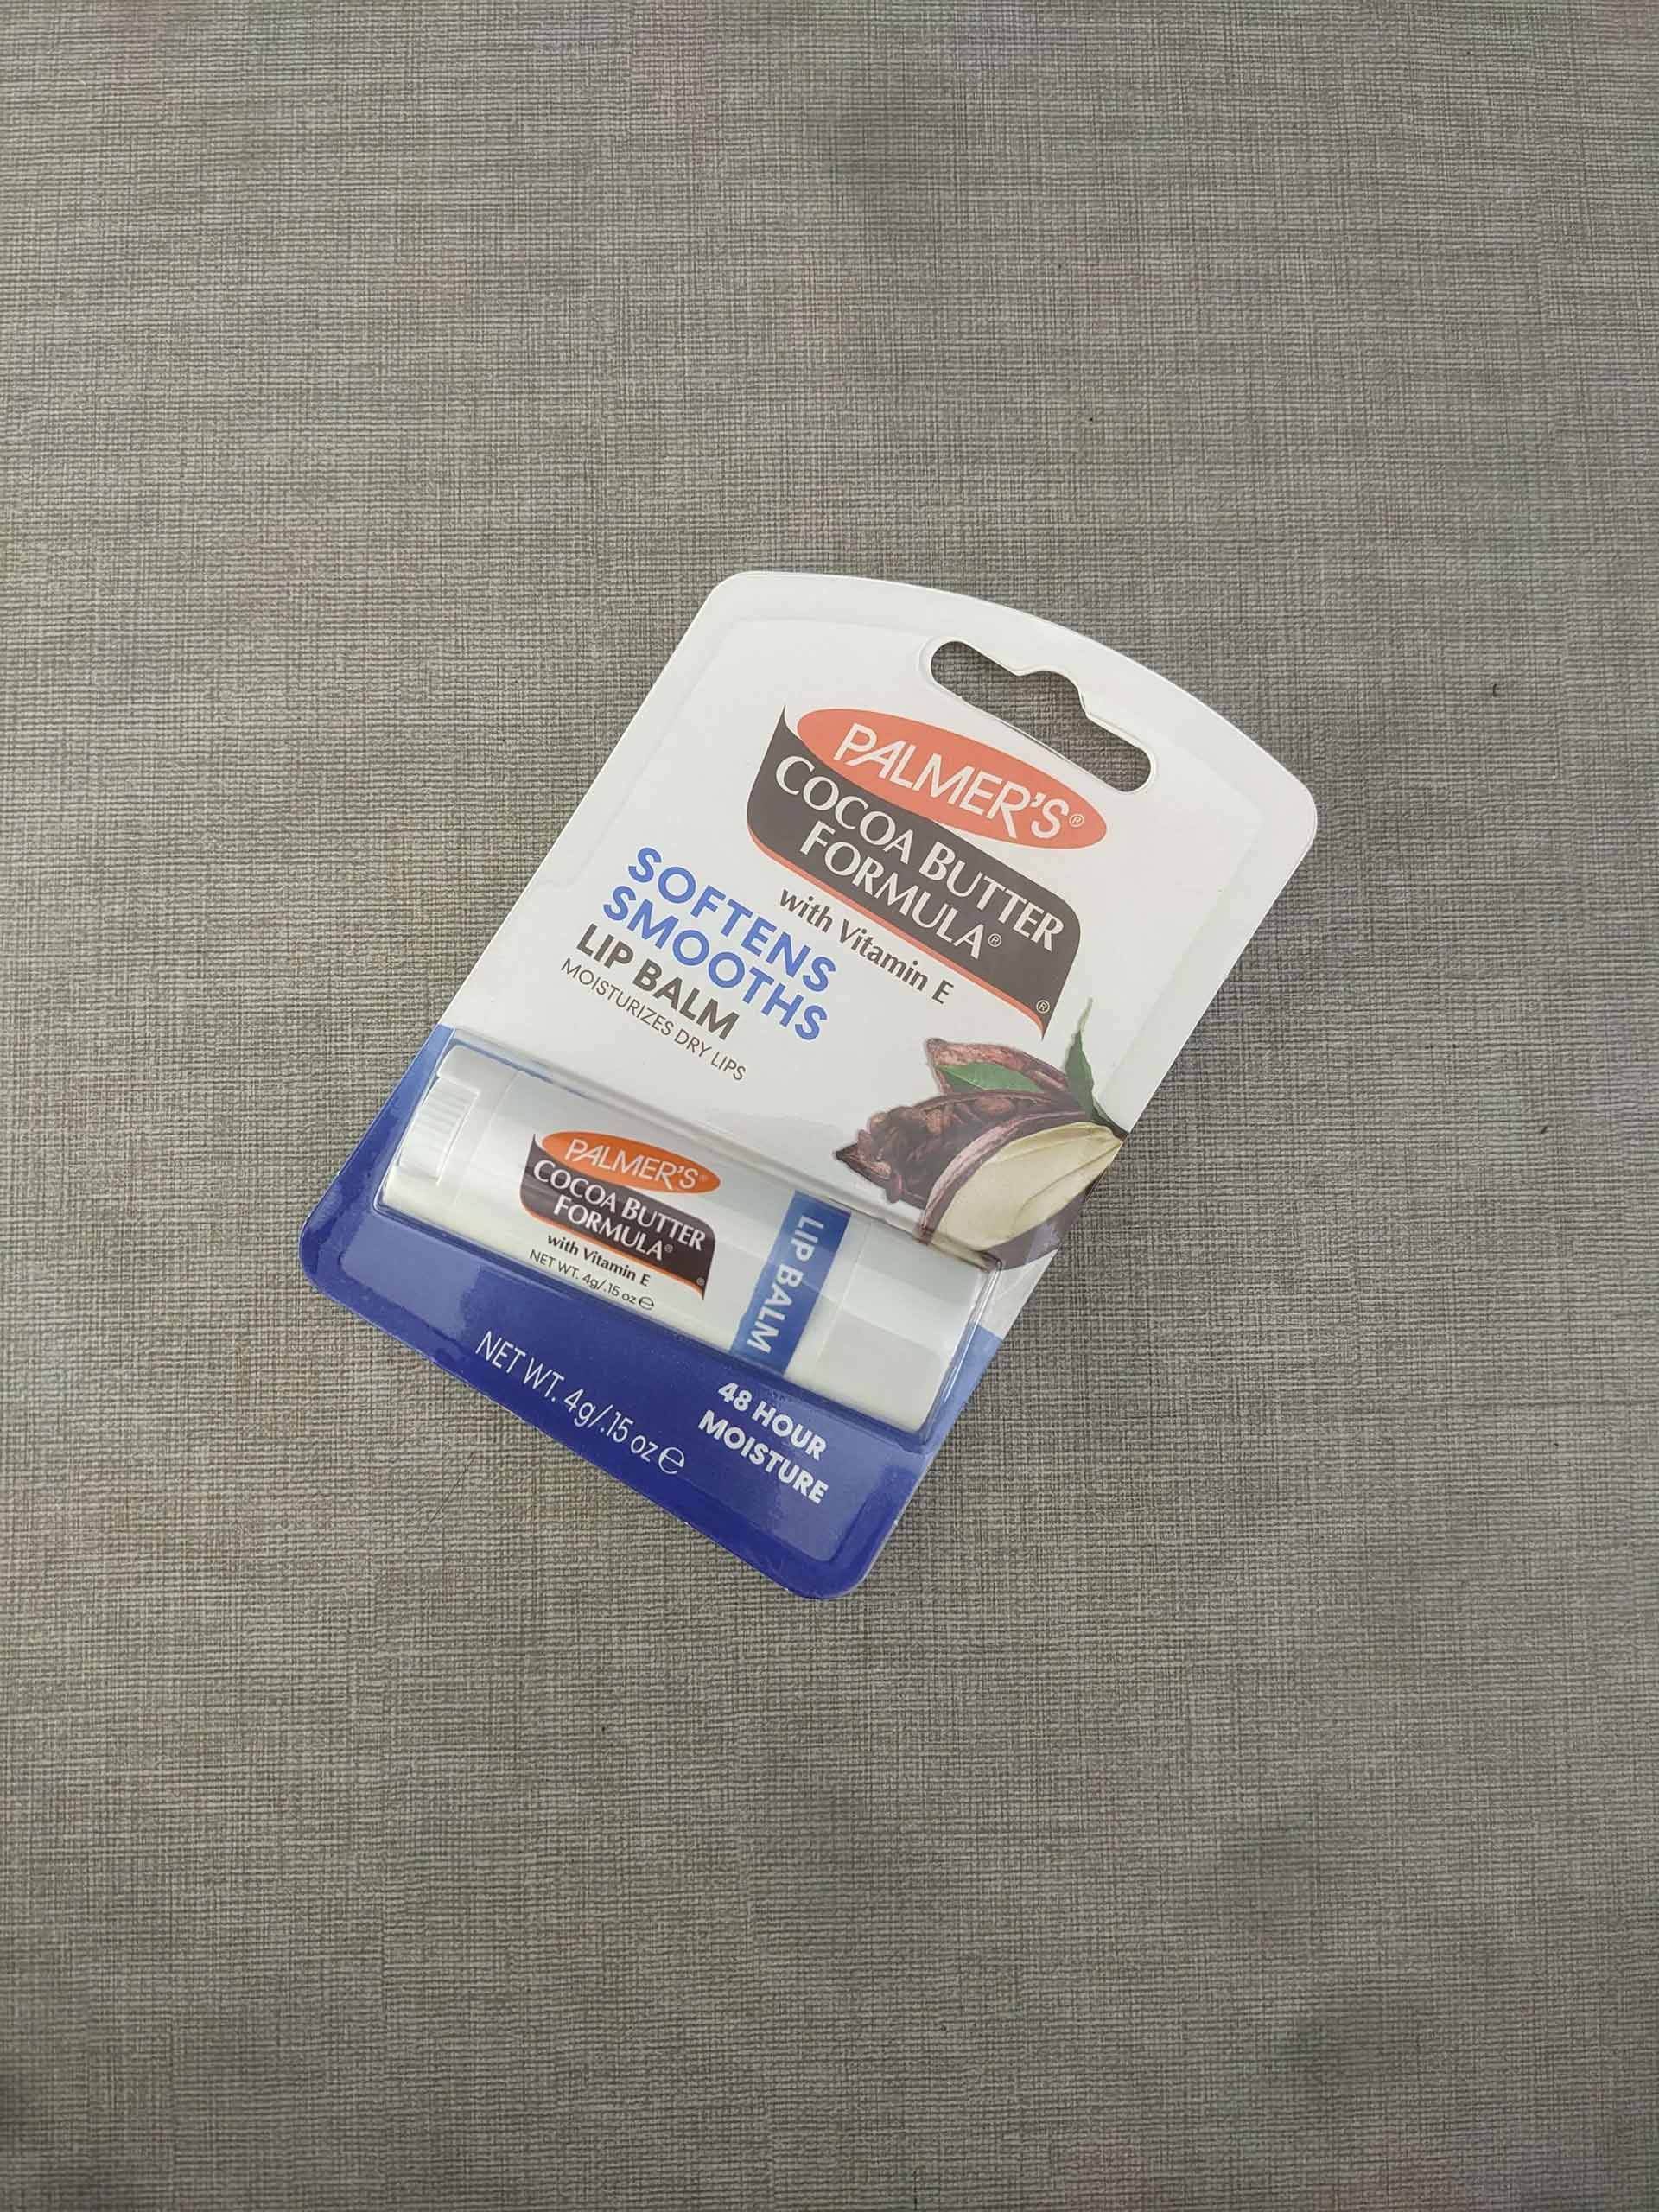 PALMER'S®
COCOA BUTTER
FORMULA®
with Vitamin E
®
SOFTENS
SMOOTHS
LIP BALM
MOISTURIZES DRY LIPS
PALMER'S®
COCOA BUTTER
FORMULA®
with Vitamin E
®
NET WT. 4g/.15 oz ℮
LIP BALM
NET WT. 4g/.15 oz ℮
48 HOUR
MOISTURE